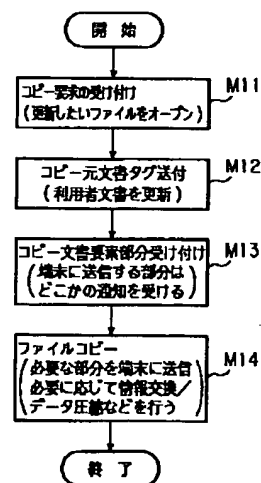 開始
コピー要求の受け付け
(更新したいファイルをオープン)
M11
コピー元文書タグ送付
(利用者文書を更新)
M12
コピー文書要素部分受け付け
(端末に送信する部分は
どこかの通知を受ける)
M13
ファイルコピー
(必要な部分を端末に送信
必要に応じて情報交換/
データ圧縮などを行う)
M14
終了